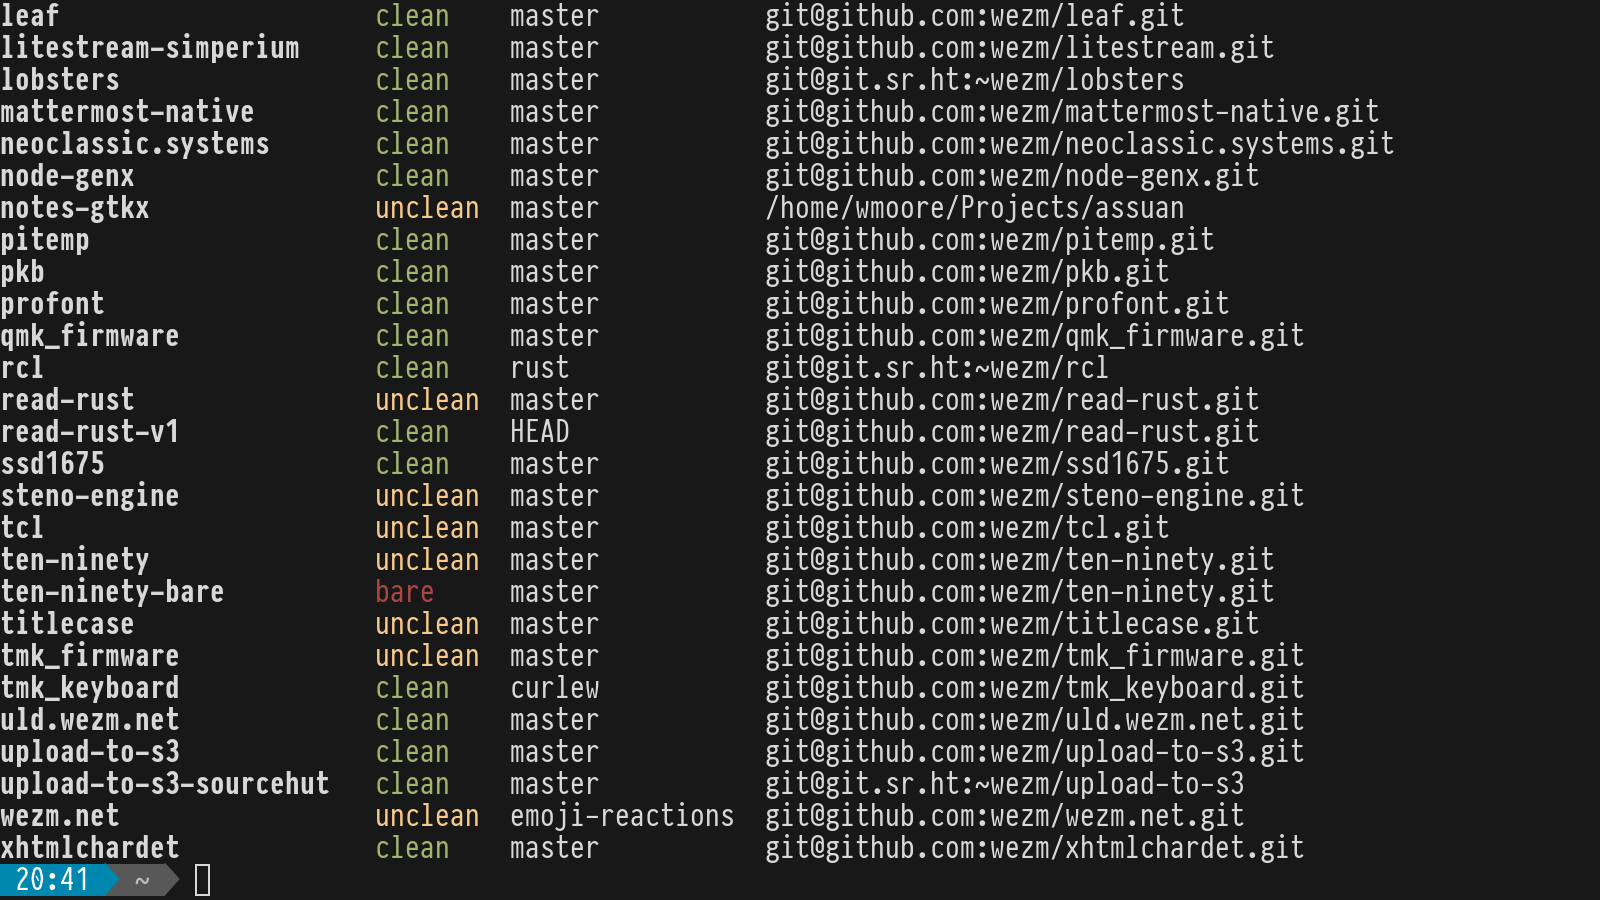 leaf clean master git@github.com:wezm/leaf.git
litestream-simperium clean master git@github.com:wezm/litestream.git
lobsters clean master git@git.sr.ht:~wezm/lobsters
mattermost-native clean master git@github.com:wezm/mattermost-native.git
neoclassic.systems clean master git@github.com:wezm/neoclassic.systems.git
node-genx clean master git@github.com:wezm/node-genx.git
notes-gtkx unclean master /home/wmoore/Projects/assuan
pitemp clean master git@github.com:wezm/pitemp.git
pkb clean master git@github.com:wezm/pkb.git
profont clean master git@github.com:wezm/profont.git
qmk_firmware clean master git@github.com:wezm/qmk_firmware.git
rcl clean rust git@git.sr.ht:~wezm/rcl
read-rust unclean master git@github.com:wezm/read-rust.git
read-rust-v1 clean HEAD git@github.com:wezm/read-rust.git
ssd1675 clean master git@github.com:wezm/ssd1675.git
steno-engine unclean master git@github.com:wezm/steno-engine.git
tcl unclean master git@github.com:wezm/tcl.git
ten-ninety unclean master git@github.com:wezm/ten-ninety.git
ten-ninety-bare bare master git@github.com:wezm/ten-ninety.git
titlecase unclean master git@github.com:wezm/titlecase.git
tmk_firmware unclean master git@github.com:wezm/tmk_firmware.git
tmk_keyboard clean curlew git@github.com:wezm/tmk_keyboard.git
uld.wezm.net clean master git@github.com:wezm/uld.wezm.net.git
upload-to-s3 clean master git@github.com:wezm/upload-to-s3.git
upload-to-s3-sourcehut clean master git@git.sr.ht:~wezm/upload-to-s3
wezm.net unclean emoji-reactions git@github.com:wezm/wezm.net.git
xhtmlchardet clean master git@github.com:wezm/xhtmlchardet.git
20:41 ~